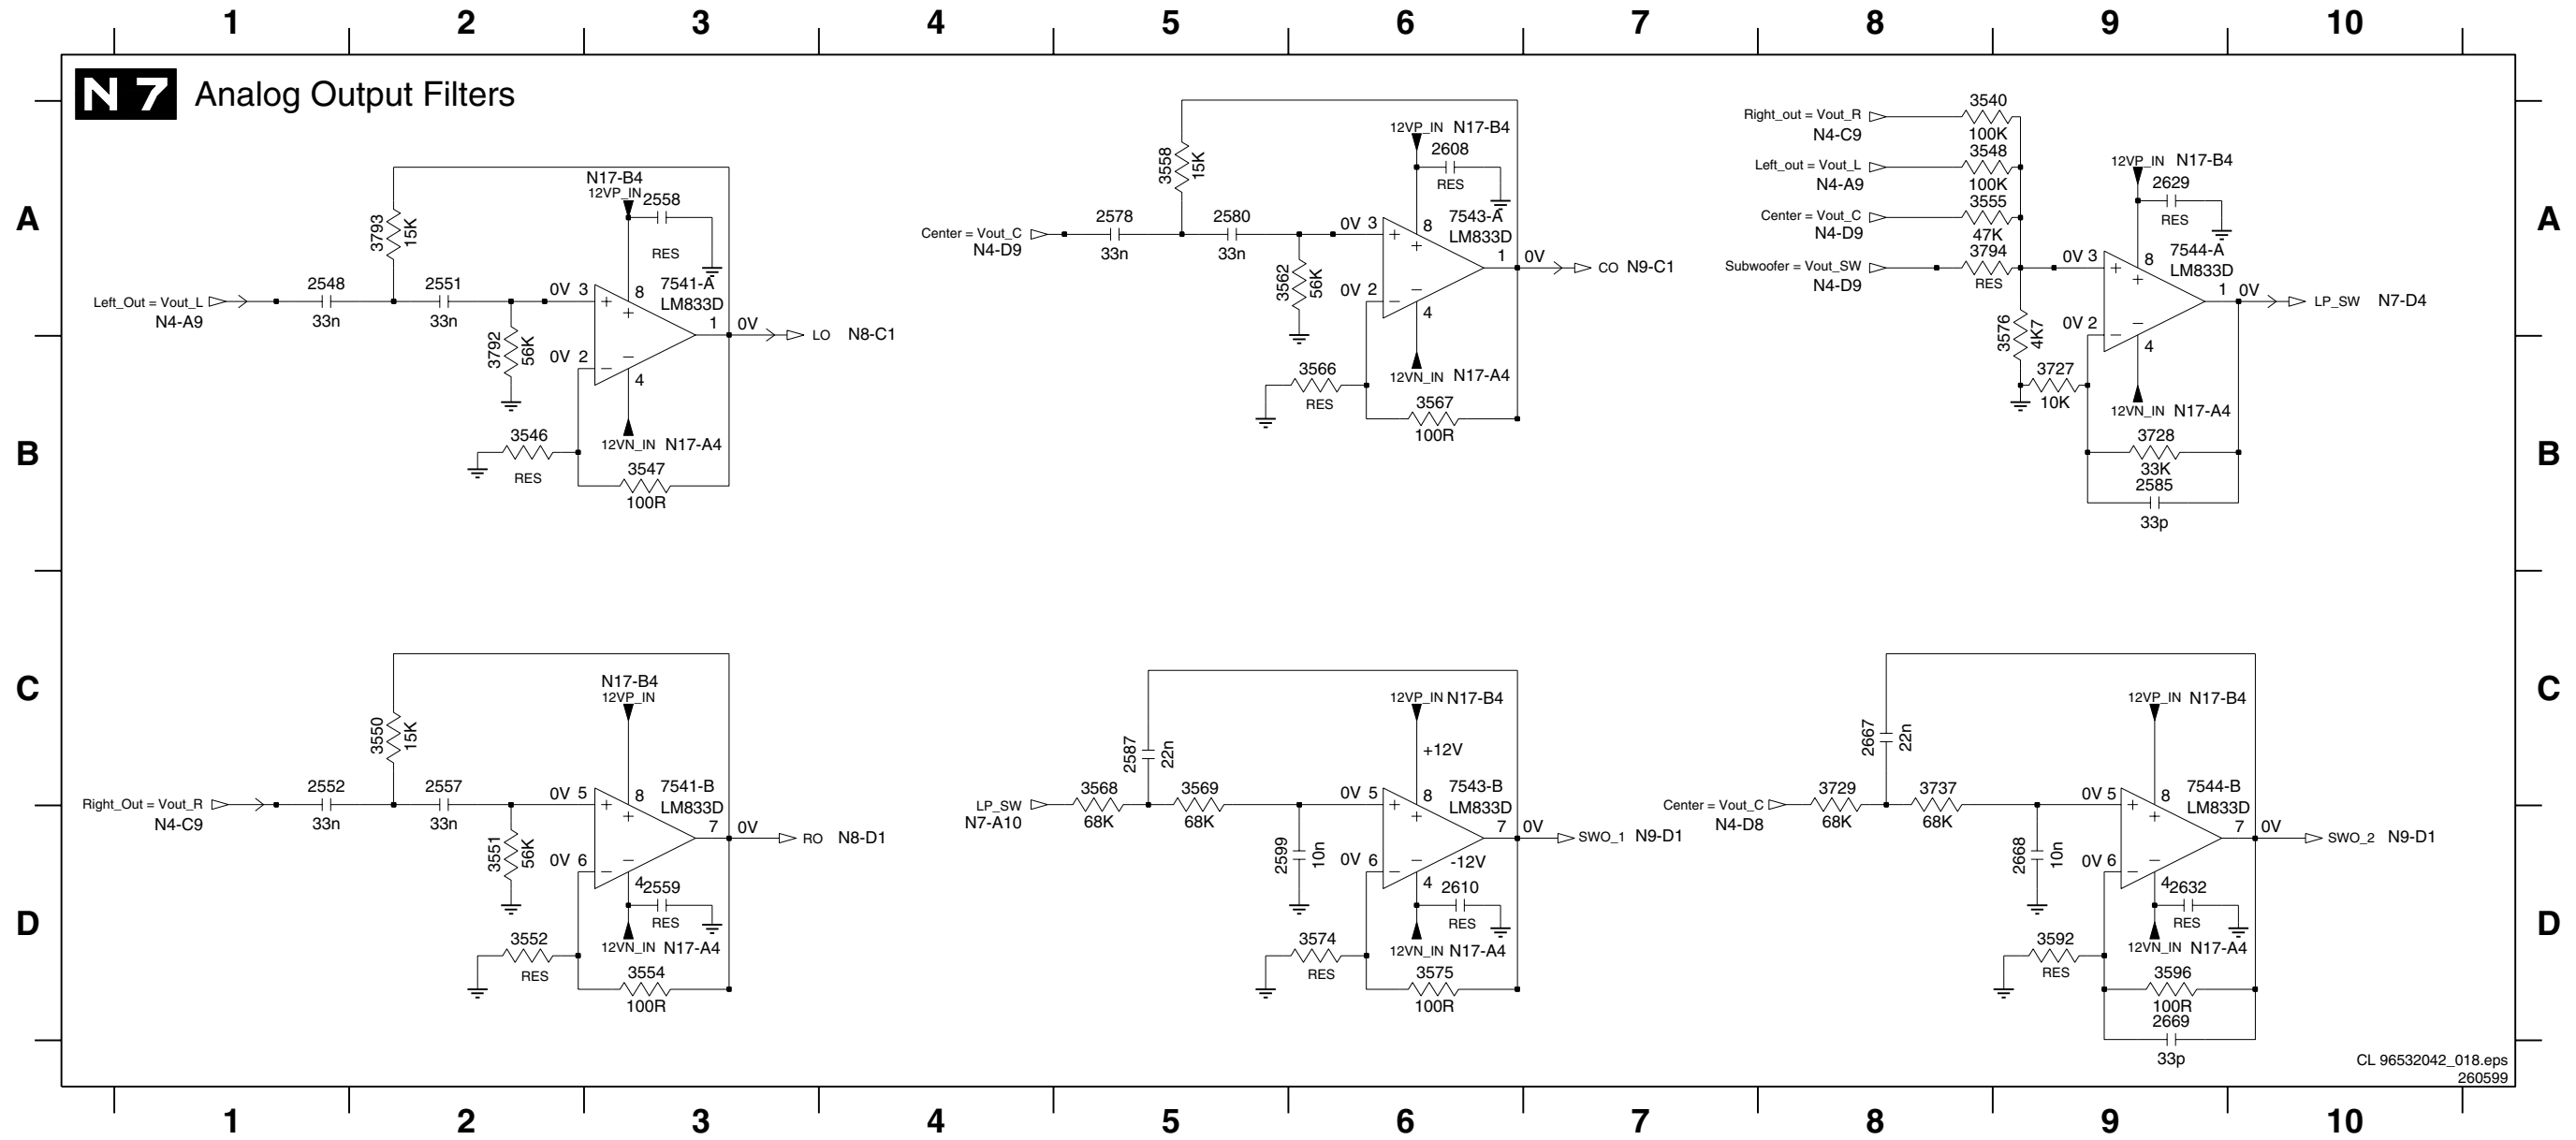 1 2 3 4 5 6 7 8 9 10
N 7 Analog Output Filters
A
B
C
D
N17-B4
12VP_IN
2558
RES
3793
15K
7541-A
LM833D
Left_Out = Vout_L
N4-A9
2548
33n
2551
33n
0V 3
8
1 0V
LO N8-C1
3792
56K
0V 2
4
3546
RES
12VN_IN N17-A4
3547
100R
12VP_IN N17-B4
2608
RES
3558
15K
7543-A
LM833D
Center = Vout_C
N4-D9
2578
33n
2580
33n
0V 3
8
1 0V
CO N9-C1
3562
56K
0V 2
4
3566
RES
12VN_IN N17-A4
3567
100R
Right_out = Vout_R
N4-C9
3540
100K
Left_out = Vout_L
N4-A9
3548
100K
Center = Vout_C
N4-D9
3555
47K
Subwoofer = Vout_SW
N4-D9
3794
RES
12VP_IN N17-B4
2629
RES
7544-A
LM833D
0V 3
8
1 0V
LP_SW N7-D4
3576
4K7
0V 2
4
3727
10K
12VN_IN N17-A4
3728
33K
2585
33p
N17-B4
12VP_IN
3550
15K
7541-B
LM833D
Right_Out = Vout_R
N4-C9
2552
33n
2557
33n
0V 5
8
7 0V
RO N8-D1
3551
56K
0V 6
4
2559
RES
3552
RES
12VN_IN N17-A4
3554
100R
12VP_IN N17-B4
+12V
2587
22n
7543-B
LM833D
LP_SW
N7-A10
3568
68K
3569
68K
0V 5
8
7 0V
SWO_1 N9-D1
2599
10n
0V 6
-12V
4
2610
RES
3574
RES
12VN_IN N17-A4
3575
100R
12VP_IN N17-B4
2667
22n
7544-B
LM833D
Center = Vout_C
N4-D8
3729
68K
3737
68K
0V 5
8
7 0V
SWO_2 N9-D1
2668
10n
0V 6
4
2632
RES
3592
RES
12VN_IN N17-A4
3596
100R
2669
33p
A
B
C
D
CL 96532042_018.eps
260599
1 2 3 4 5 6 7 8 9 10